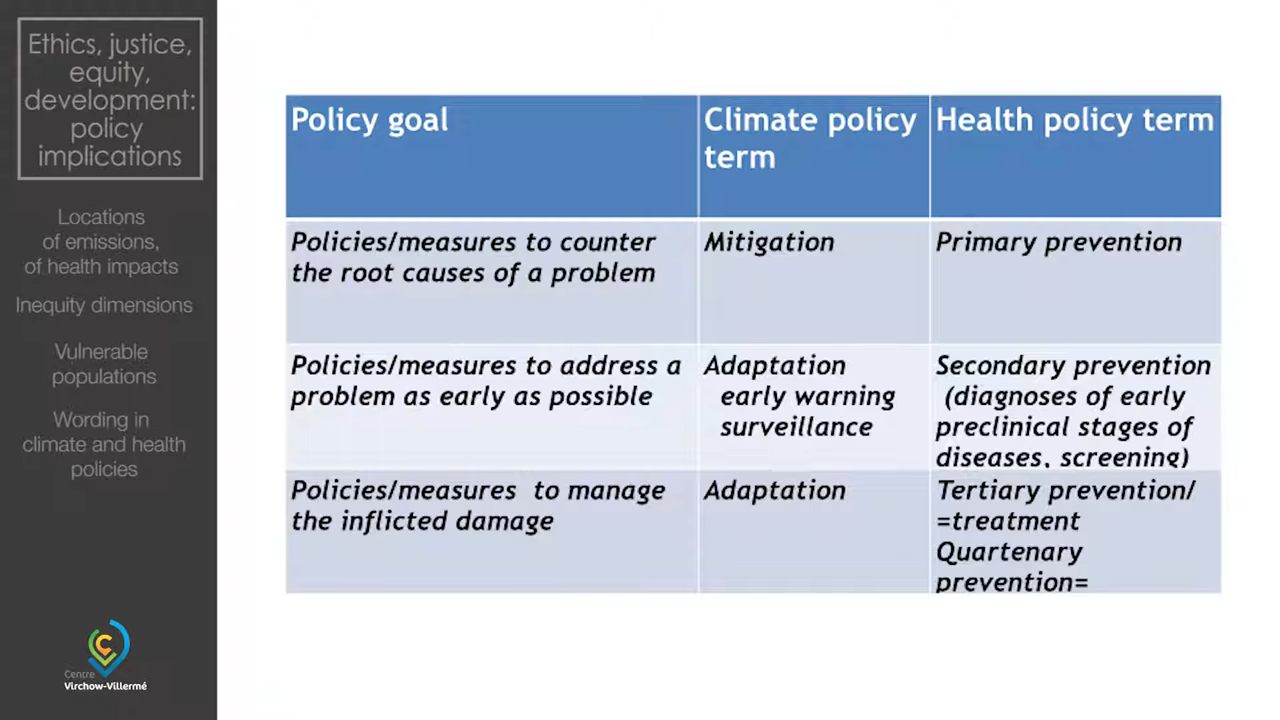 Ethics, justice,
equity,
development:
policy
implications
Locations
of emissions,
of health impacts
Inequity dimensions
Vulnerable
populations
Wording in
climate and health
policies
Centre
Virchow-Villermé
Policy goal
Climate policy
term
Health policy term
Policies/measures to counter
the root causes of a problem
Mitigation
Primary prevention
Policies/measures to address a
problem as early as possible
Adaptation
early warning
surveillance
Secondary prevention
(diagnoses of early
preclinical stages of
diseases, screening)
Policies/measures to manage
the inflicted damage
Adaptation
Tertiary prevention/
=treatment
Quartenary
prevention=